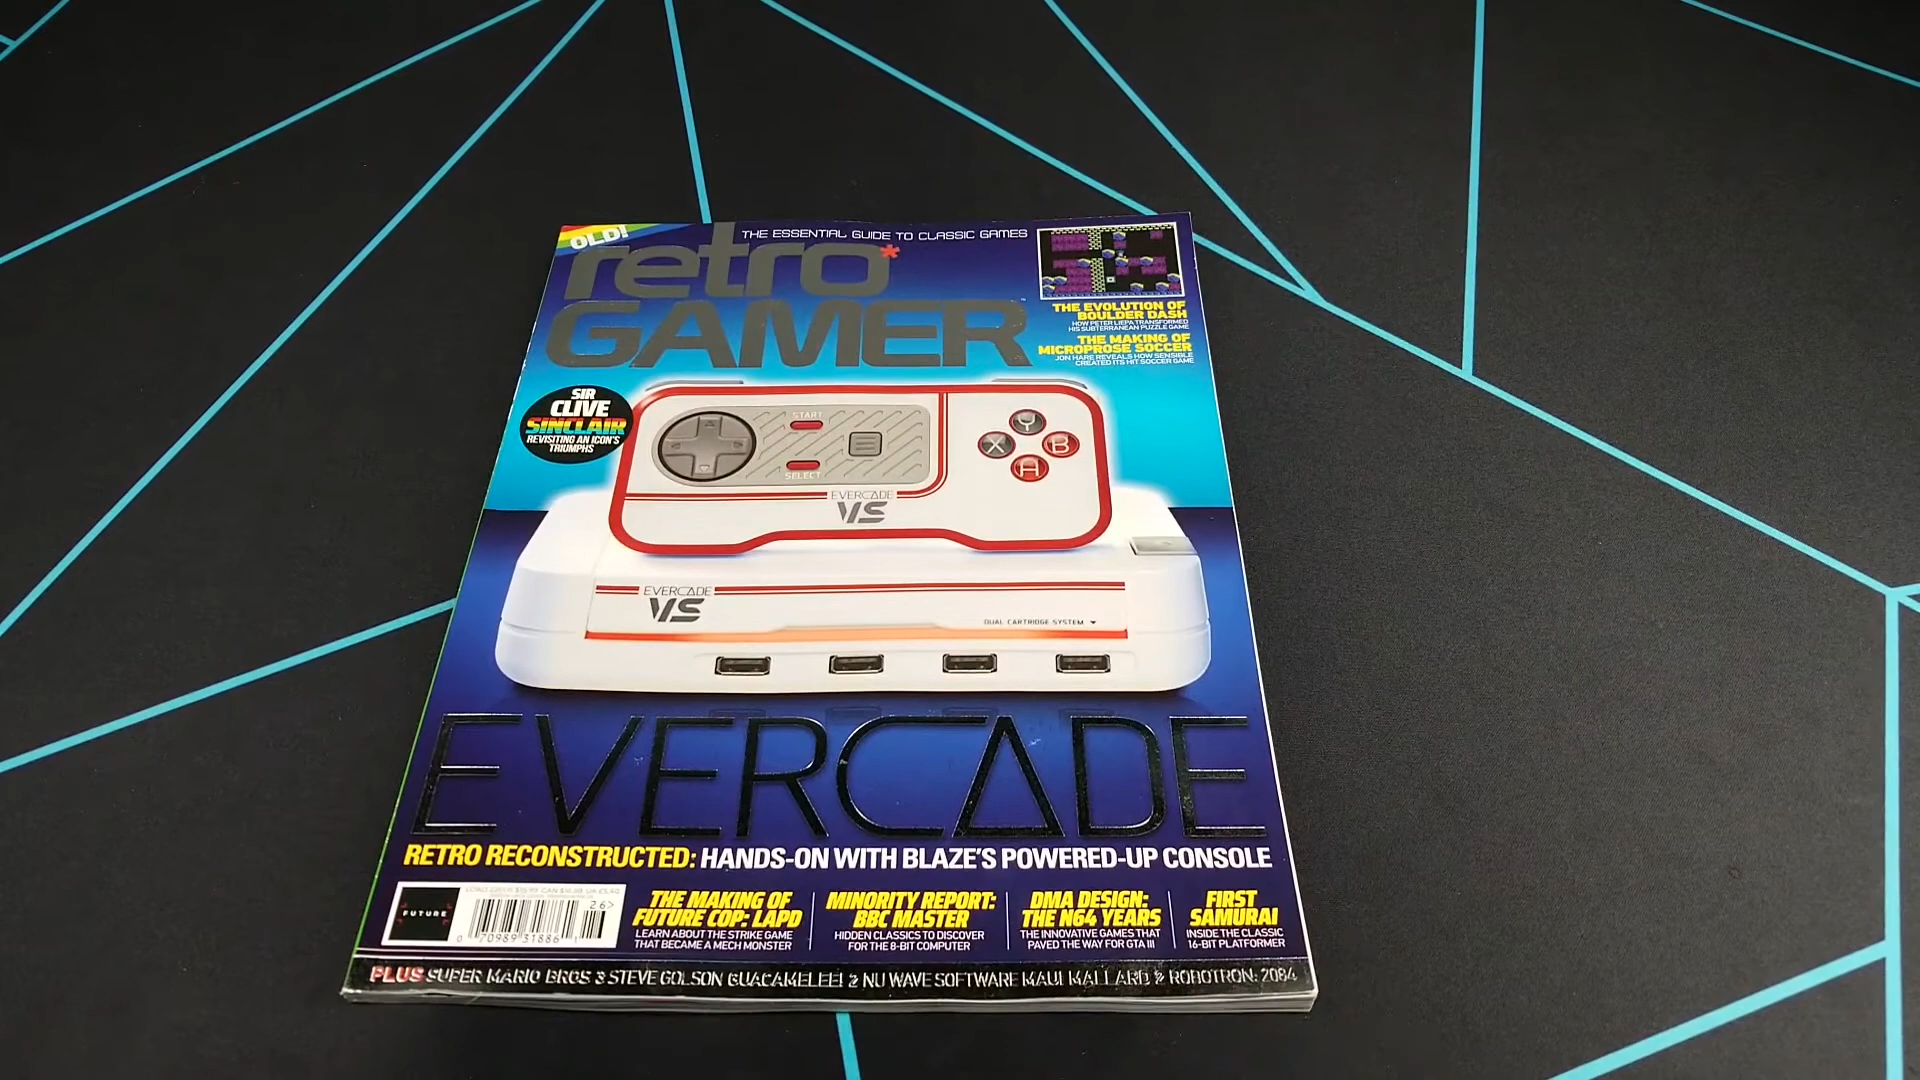 OLD!
THE ESSENTIAL GUIDE TO CLASSIC GAMES
retro*
GAMER
THE EVOLUTION OF
BOULDER DASH
HOW PETER LIEPA TRANSFORMED
HIS SUBTERRANEAN PUZZLE GAME
THE MAKING OF
MICROPROSE SOCCER
JON HARE REVEALS HOW SENSIBLE
CREATED ITS HIT SOCCER GAME
SIR
CLIVE
SINCLAIR
REVISITING AN ICON'S
TRIUMPHS
START
SELECT
Y
X
B
A
EVERCADE
VS
EVERCADE
VS
DUAL CARTRIDGE SYSTEM
EVERCADE
RETRO RECONSTRUCTED: HANDS-ON WITH BLAZE'S POWERED-UP CONSOLE
FUTURE
26>
0 70989 31886 1
THE MAKING OF
FUTURE COP: LAPD
LEARN ABOUT THE STRIKE GAME
THAT BECAME A MECH MONSTER
MINORITY REPORT:
BBC MASTER
HIDDEN CLASSICS TO DISCOVER
FOR THE 8-BIT COMPUTER
DMA DESIGN:
THE N64 YEARS
THE INNOVATIVE GAMES THAT
PAVED THE WAY FOR GTA III
FIRST
SAMURAI
INSIDE THE CLASSIC
16-BIT PLATFORMER
PLUS SUPER MARIO BROS 3 STEVE GOLSON GUACAMELEE! 2 NU WAVE SOFTWARE MAUI MALLARD 2 ROBOTRON: 2084